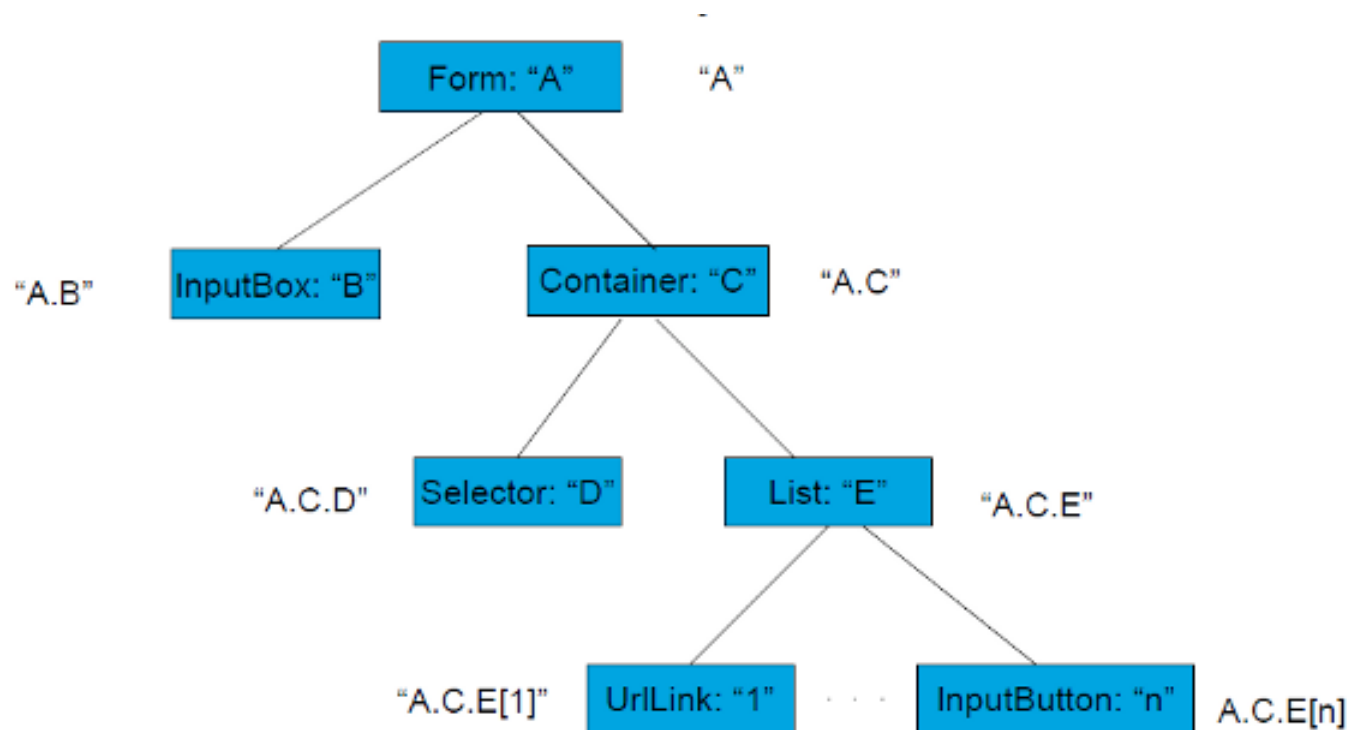 Form: “A” “A”
“A.B” InputBox: “B” Container: “C” “A.C”
“A.C.D” Selector: “D” List: “E” “A.C.E”
“A.C.E[1]” UrlLink: “1” . . . InputButton: “n” A.C.E[n]